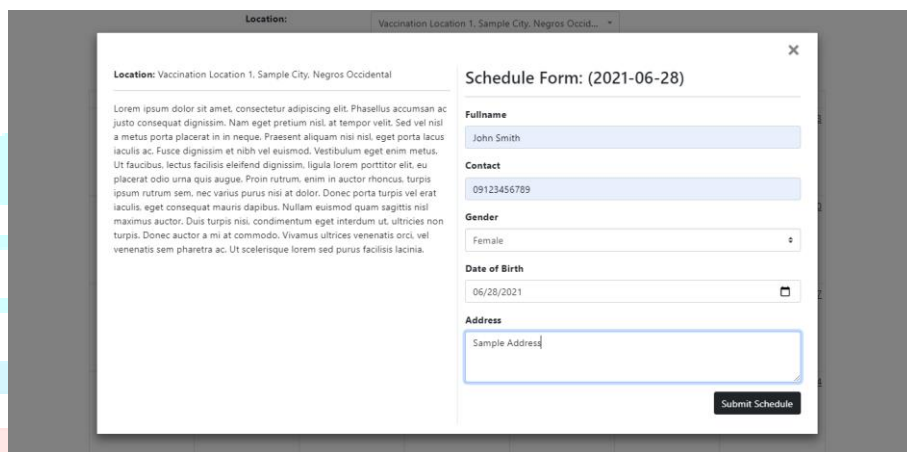 Location:
Vaccination Location 1, Sample City, Negros Occid...
×
Location: Vaccination Location 1, Sample City, Negros Occidental
Lorem ipsum dolor sit amet, consectetur adipiscing elit. Phasellus accumsan ac
justo consequat dignissim. Nam eget pretium nisl, at tempor velit. Sed vel nisl
a metus porta placerat in in neque. Praesent aliquam nisi nisl, eget porta lacus
iaculis ac. Fusce dignissim et nibh vel euismod. Vestibulum eget enim metus.
Ut faucibus, lectus facilisis eleifend dignissim, ligula lorem porttitor elit, eu
placerat odio urna quis augue. Proin rutrum, enim in auctor rhoncus, turpis
ipsum rutrum sem, nec varius purus nisi at dolor. Donec porta turpis vel erat
iaculis, eget consequat mauris dapibus. Nullam euismod quam sagittis nisl
maximus auctor. Duis turpis nisi, condimentum eget interdum ut, ultricies non
turpis. Donec auctor a mi at commodo. Vivamus ultrices venenatis orci, vel
venenatis sem pharetra ac. Ut scelerisque lorem sed purus facilisis lacinia.
Schedule Form: (2021-06-28)
Fullname
John Smith
Contact
09123456789
Gender
Female
Date of Birth
06/28/2021
Address
Sample Address
Submit Schedule